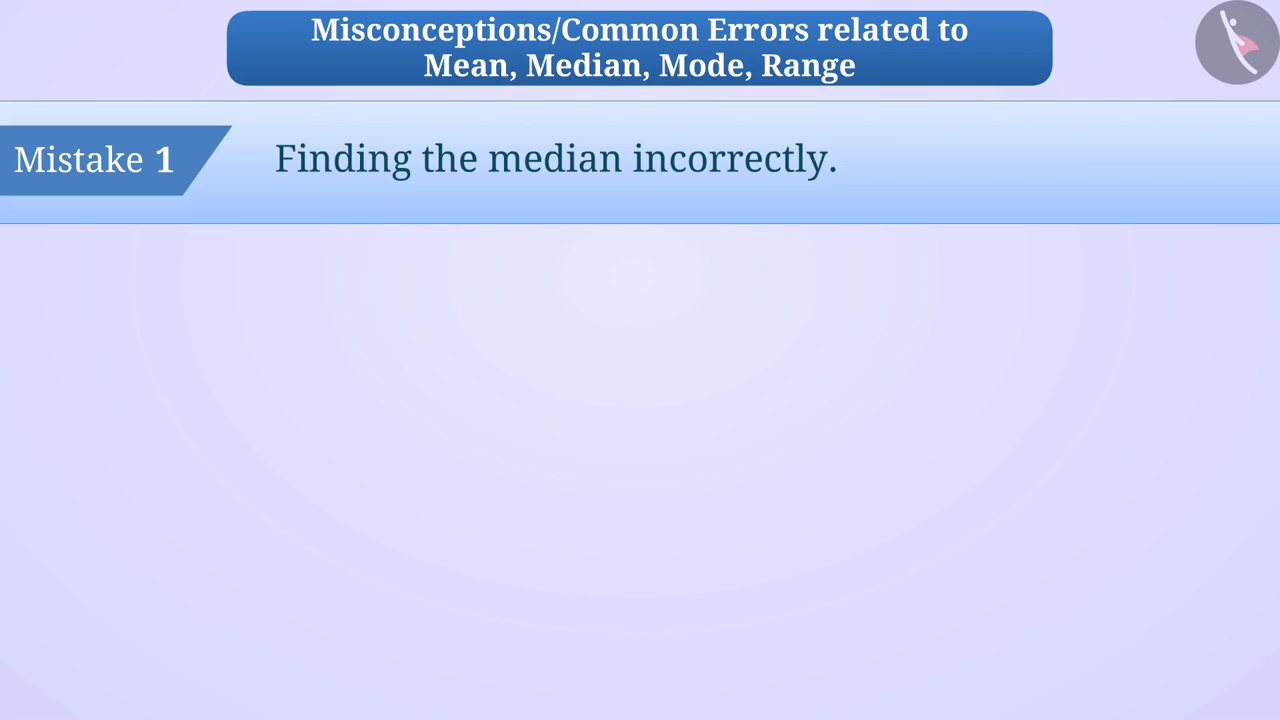 Misconceptions/Common Errors related to
Mean, Median, Mode, Range
Mistake 1
Finding the median incorrectly.